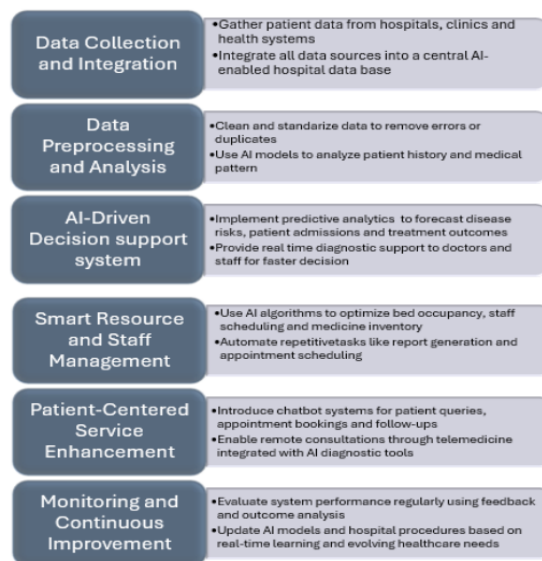 Data Collection
and Integration
•Gather patient data from hospitals, clinics and
health systems
•Integrate all data sources into a central AI-
enabled hospital data base
Data
Preprocessing
and Analysis
•Clean and standarize data to remove errors or
duplicates
•Use AI models to analyze patient history and medical
pattern
AI-Driven
Decision support
system
•Implement predictive analytics to forecast disease
risks, patient admissions and treatment outcomes
•Provide real time diagnostic support to doctors and
staff for faster decision
Smart Resource
and Staff
Management
•Use AI algorithms to optimize bed occupancy, staff
scheduling and medicine inventory
•Automate repetitivetasks like report generation and
appointment scheduling
Patient-Centered
Service
Enhancement
•Introduce chatbot systems for patient queries,
appointment bookings and follow-ups
•Enable remote consultations through telemedicine
integrated with AI diagnostic tools
Monitoring and
Continuous
Improvement
•Evaluate system performance regularly using feedback
and outcome analysis
•Update AI models and hospital procedures based on
real-time learning and evolving healthcare needs